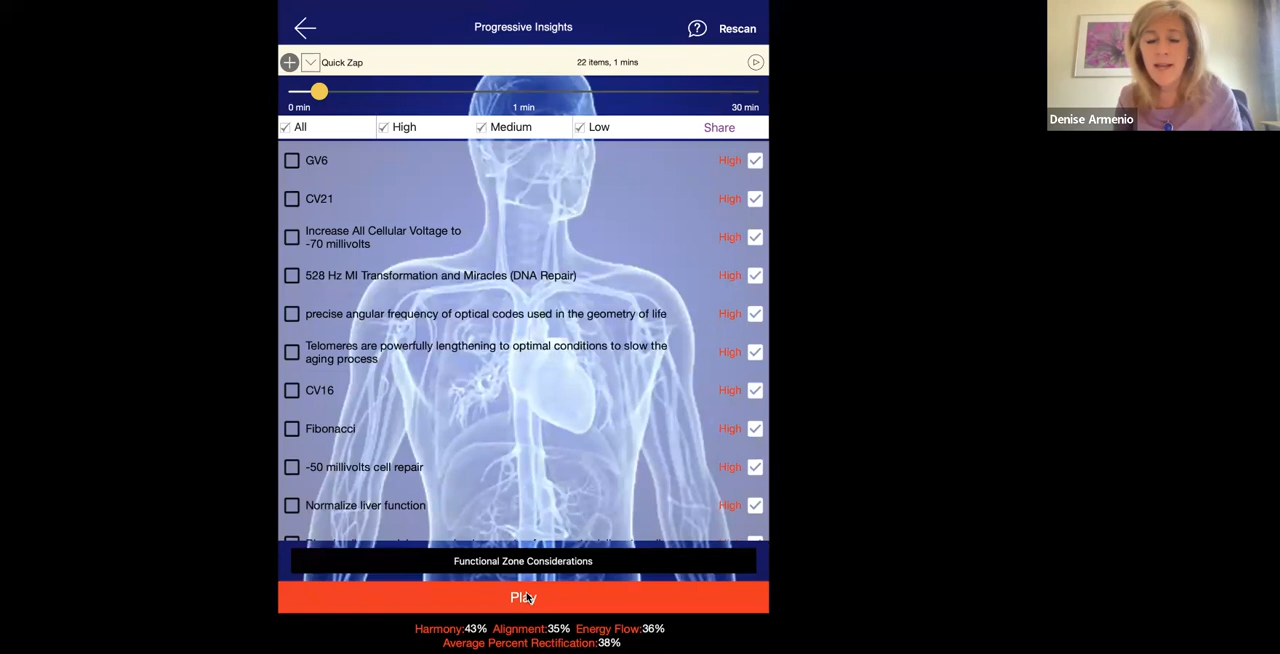 Progressive Insights
Rescan
Quick Zap
22 items, 1 mins
0 min
1 min
30 min
All
High
Medium
Low
Share
GV6
High
CV21
High
Increase All Cellular Voltage to
-70 millivolts
High
528 Hz MI Transformation and Miracles (DNA Repair)
High
precise angular frequency of optical codes used in the geometry of life
High
Telomeres are powerfully lengthening to optimal conditions to slow the
aging process
High
CV16
High
Fibonacci
High
-50 millivolts cell repair
High
Normalize liver function
High
Functional Zone Considerations
Play
Harmony:43% Alignment:35% Energy Flow:36%
Average Percent Rectification:38%
Denise Armenio